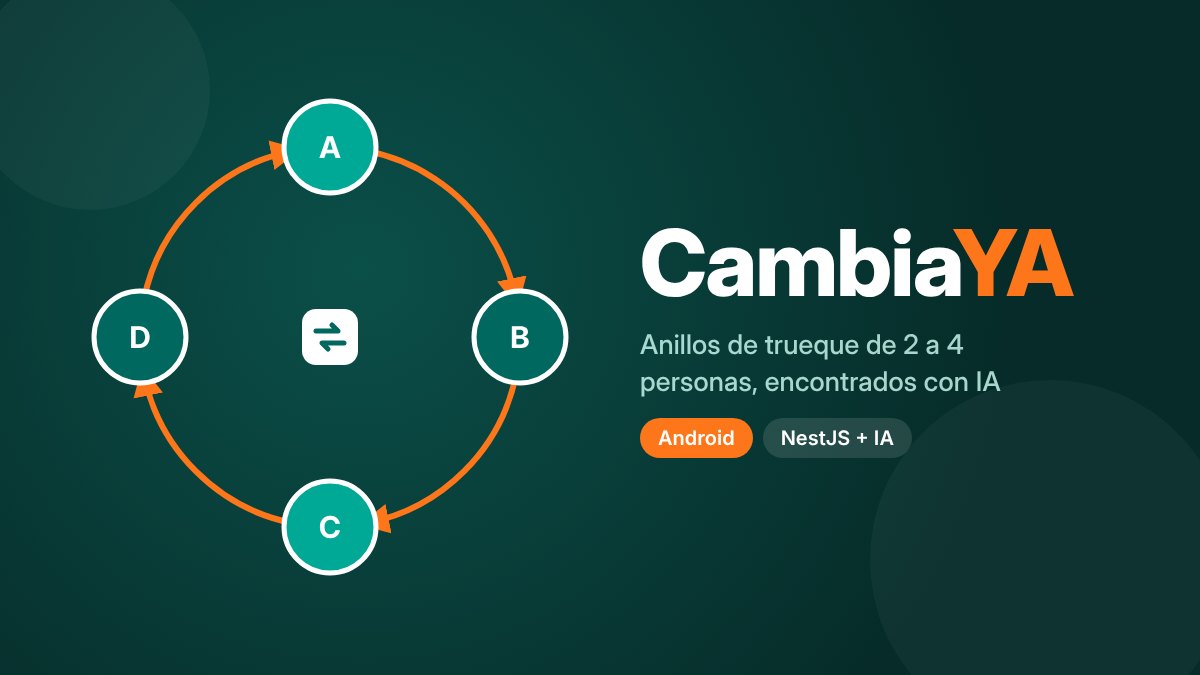 A
D
B
C
CambiaYA
Anillos de trueque de 2 a 4
personas, encontrados con IA
Android
NestJS + IA